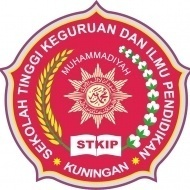 SEKOLAH TINGGI KEGURUAN DAN ILMU PENDIDIKAN
MUHAMMADIYAH
STKIP
KUNINGAN